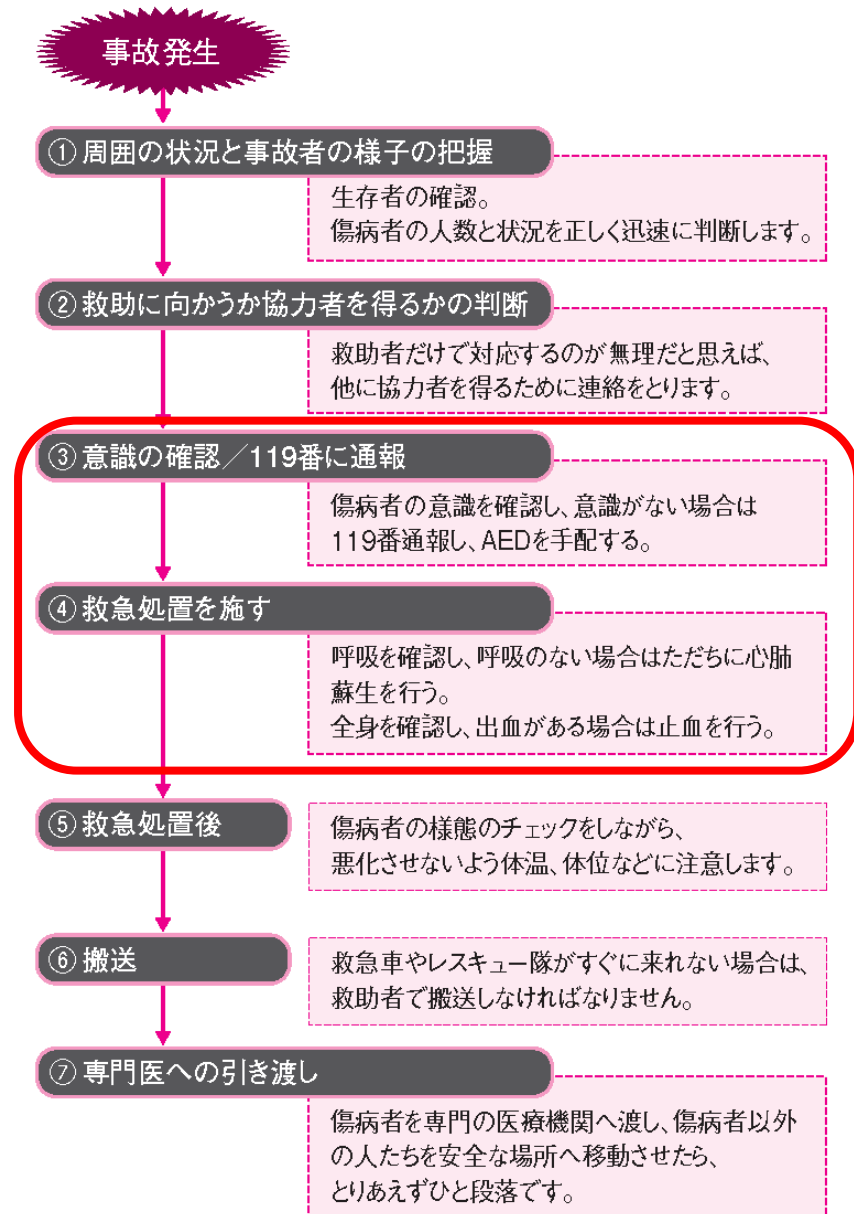 事故発生
①周囲の状況と事故者の様子の把握
生存者の確認。
傷病者の人数と状況を正しく迅速に判断します。
②救助に向かうか協力者を得るかの判断
救助者だけで対応するのが無理だと思えば、
他に協力者を得るために連絡をとります。
③意識の確認／119番に通報
傷病者の意識を確認し、意識がない場合は
119番通報し、AEDを手配する。
④救急処置を施す
呼吸を確認し、呼吸のない場合はただちに心肺
蘇生を行う。
全身を確認し、出血がある場合は止血を行う。
⑤救急処置後
傷病者の様態のチェックをしながら、
悪化させないよう体温、体位などに注意します。
⑥搬送
救急車やレスキュー隊がすぐに来れない場合は、
救助者で搬送しなければなりません。
⑦専門医への引き渡し
傷病者を専門の医療機関へ渡し、傷病者以外
の人たちを安全な場所へ移動させたら、
とりあえずひと段落です。